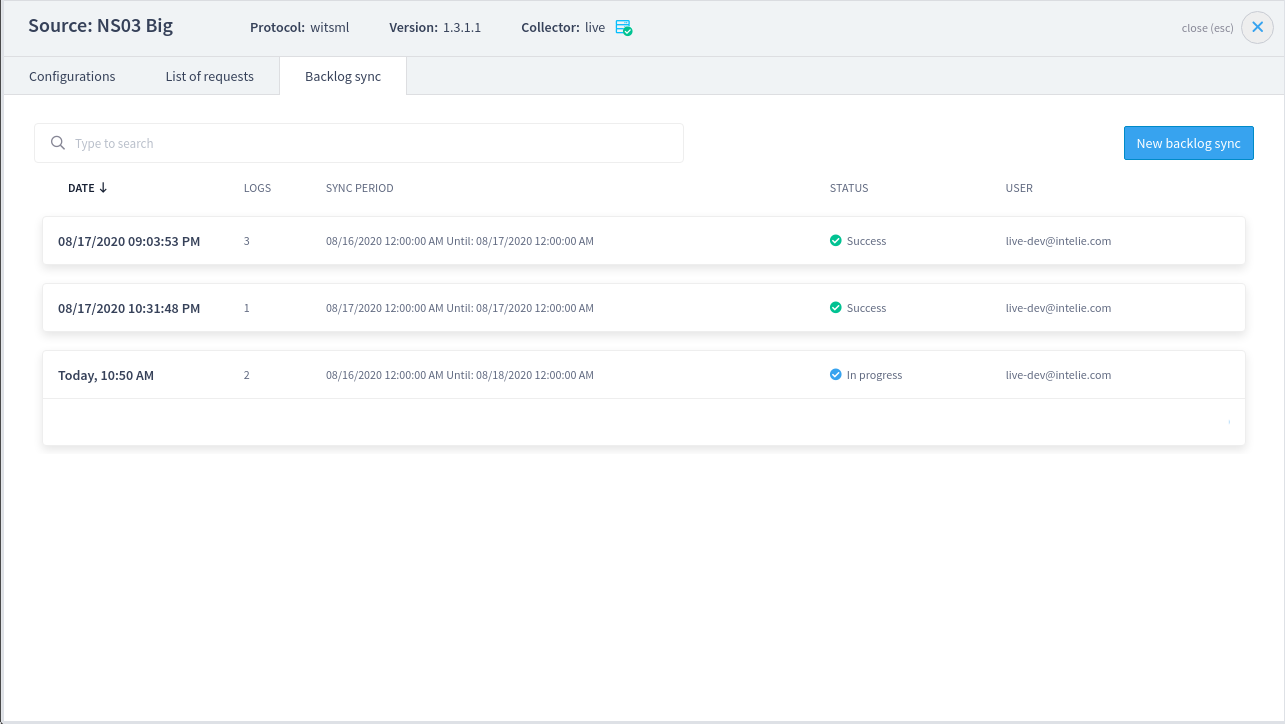 Source: NS03 Big Protocol: witsml Version: 1.3.1.1 Collector: live close (esc)
Configurations List of requests Backlog sync
Type to search New backlog sync
DATE LOGS SYNC PERIOD STATUS USER
08/17/2020 09:03:53 PM 3 08/16/2020 12:00:00 AM Until: 08/17/2020 12:00:00 AM Success live-dev@intelie.com
08/17/2020 10:31:48 PM 1 08/17/2020 12:00:00 AM Until: 08/17/2020 12:00:00 AM Success live-dev@intelie.com
Today, 10:50 AM 2 08/16/2020 12:00:00 AM Until: 08/18/2020 12:00:00 AM In progress live-dev@intelie.com